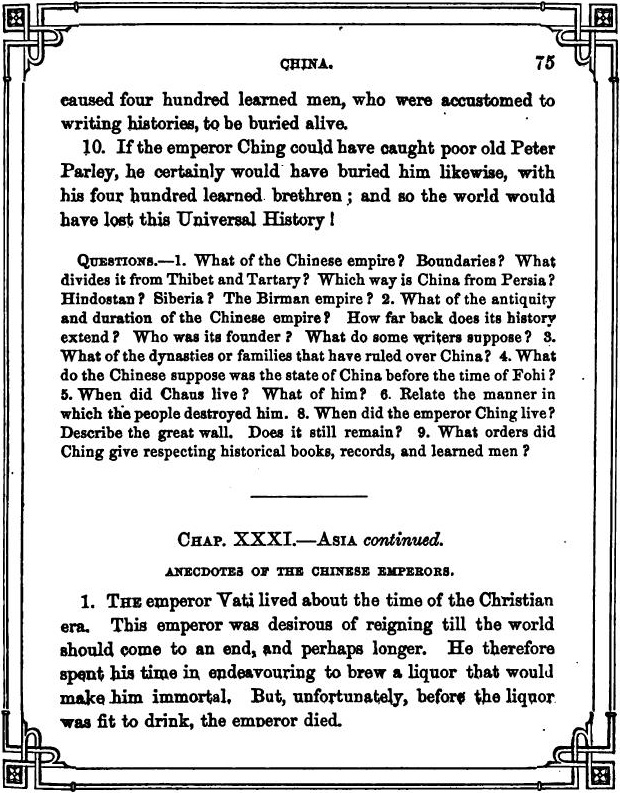 CHINA. 75
caused four hundred learned men, who were accustomed to
writing histories, to be buried alive.
10. If the emperor Ching could have caught poor old Peter
Parley, he certainly would have buried him likewise, with
his four hundred learned brethren; and so the world would
have lost this Universal History!
QUESTIONS.—1. What of the Chinese empire? Boundaries? What
divides it from Thibet and Tartary? Which way is China from Persia?
Hindostan? Siberia? The Birman empire? 2. What of the antiquity
and duration of the Chinese empire? How far back does its history
extend? Who was its founder? What do some writers suppose? 3.
What of the dynasties or families that have ruled over China? 4. What
do the Chinese suppose was the state of China before the time of Fohi?
5. When did Chaus live? What of him? 6. Relate the manner in
which the people destroyed him. 8. When did the emperor Ching live?
Describe the great wall. Does it still remain? 9. What orders did
Ching give respecting historical books, records, and learned men?
CHAP. XXXI.—ASIA continued.
ANECDOTES OF THE CHINESE EMPERORS.
1. THE emperor Vati lived about the time of the Christian
era. This emperor was desirous of reigning till the world
should come to an end, and perhaps longer. He therefore
spent his time in endeavouring to brew a liquor that would
make him immortal. But, unfortunately, before the liquor
was fit to drink, the emperor died.